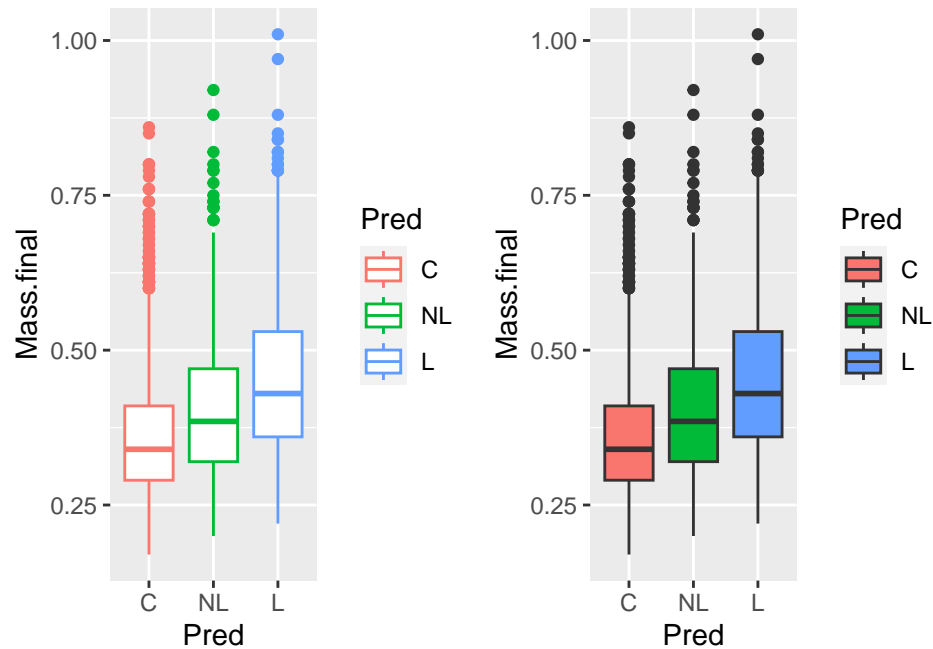 1.00
0.75
0.50
0.25
Mass.final
C NL L
Pred
Pred
C
NL
L
1.00
0.75
0.50
0.25
Mass.final
C NL L
Pred
Pred
C
NL
L